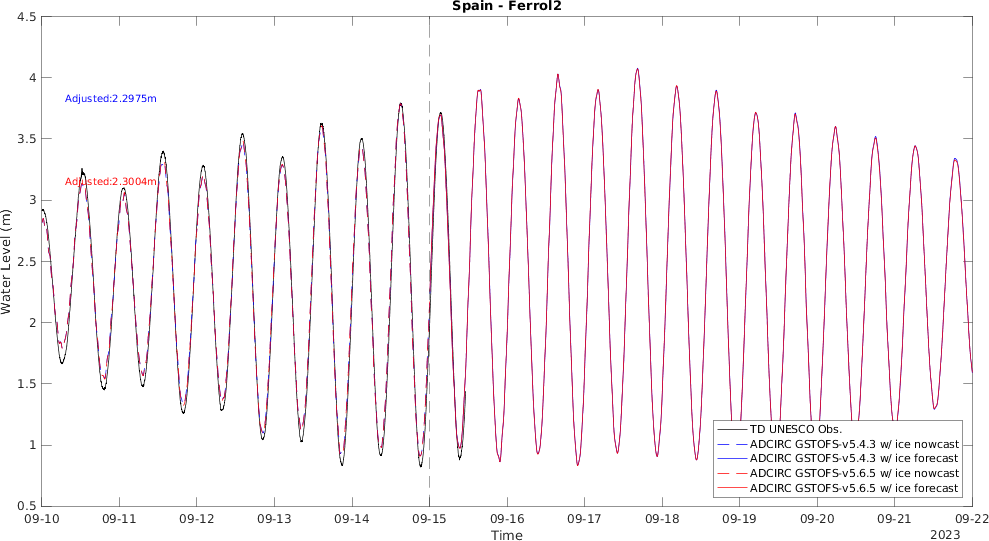 Spain - Ferrol2
4.5
4
3.5
3
2.5
2
1.5
1
0.5
Water Level (m)
Adjusted:2.2975m
Adjusted:2.3004m
TD UNESCO Obs.
ADCIRC GSTOFS-v5.4.3 w/ ice nowcast
ADCIRC GSTOFS-v5.4.3 w/ ice forecast
ADCIRC GSTOFS-v5.6.5 w/ ice nowcast
ADCIRC GSTOFS-v5.6.5 w/ ice forecast
09-10 09-11 09-12 09-13 09-14 09-15 09-16 09-17 09-18 09-19 09-20 09-21 09-22
Time
2023